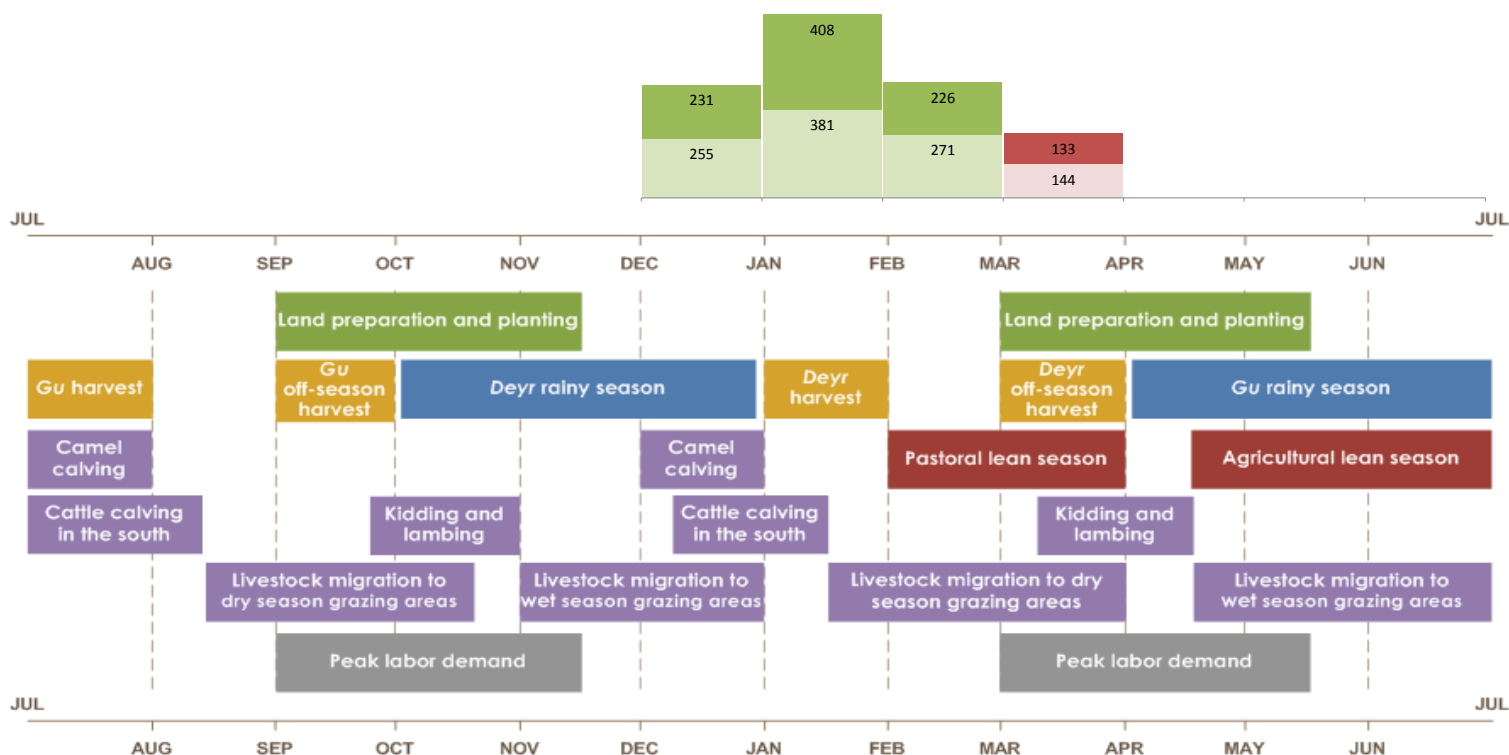 408
231
226
381
255
271
133
144
JUL
JUL
AUG
SEP
OCT
NOV
DEC
JAN
FEB
MAR
APR
MAY
JUN
Land preparation and planting
Land preparation and planting
Gu harvest
Gu
off-season
harvest
Deyr rainy season
Deyr
harvest
Deyr
off-season
harvest
Gu rainy season
Camel
calving
Camel
calving
Pastoral lean season
Agricultural lean season
Cattle calving
in the south
Kidding and
lambing
Cattle calving
in the south
Kidding and
lambing
Livestock migration to
dry season grazing areas
Livestock migration to
wet season grazing areas
Livestock migration to dry
season grazing areas
Livestock migration to
wet season grazing areas
Peak labor demand
Peak labor demand
JUL
JUL
AUG
SEP
OCT
NOV
DEC
JAN
FEB
MAR
APR
MAY
JUN